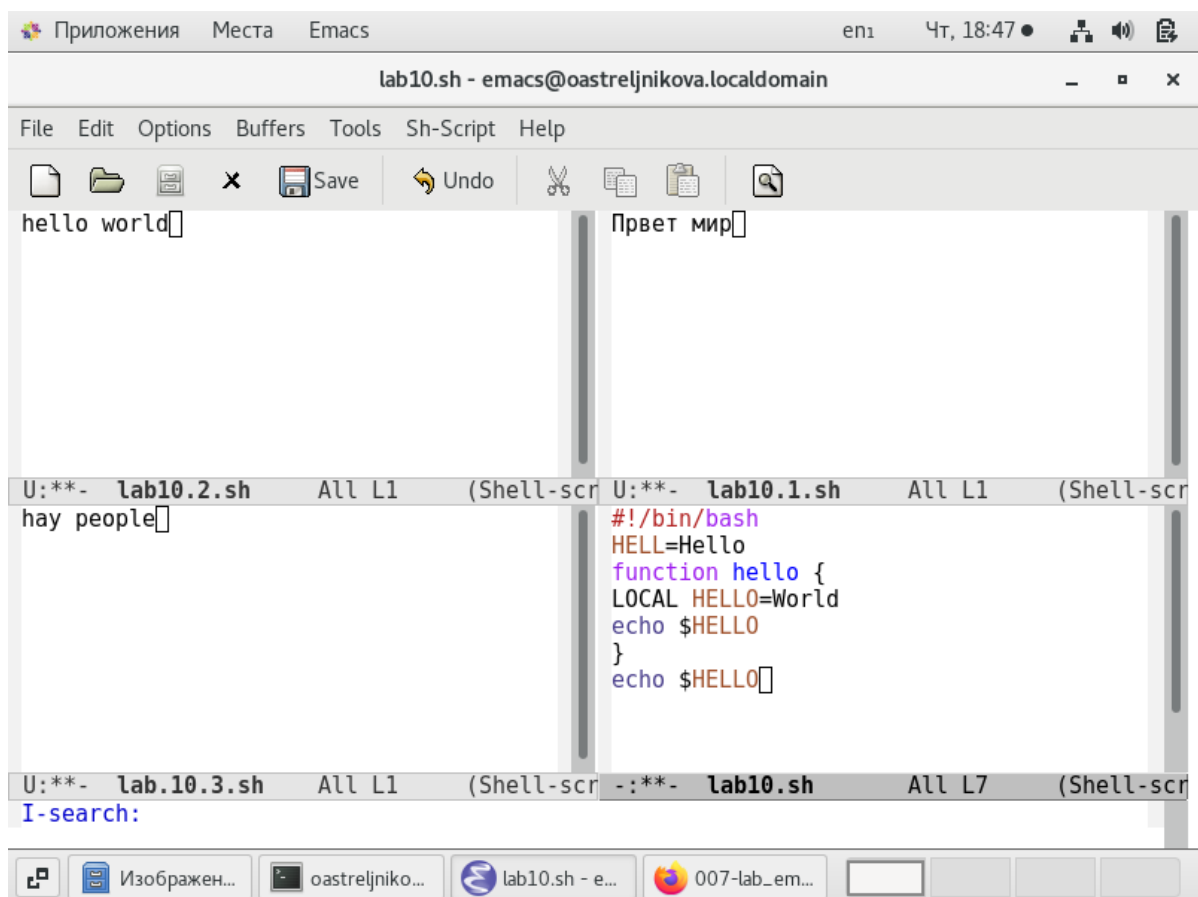 Приложения Места Emacs en1 Чт, 18:47
lab10.sh - emacs@oastreljnikova.localdomain
File Edit Options Buffers Tools Sh-Script Help
Save Undo
hello world
U:**- lab10.2.sh All L1 (Shell-scr
Првет мир
U:**- lab10.1.sh All L1 (Shell-scr
hay people
U:**- lab.10.3.sh All L1 (Shell-scr
#!/bin/bash
HELL=Hello
function hello {
LOCAL HELLO=World
echo $HELLO
}
echo $HELLO
-:**- lab10.sh All L7 (Shell-scr
I-search:
Изображен... oastreljniko... lab10.sh - e... 007-lab_em...